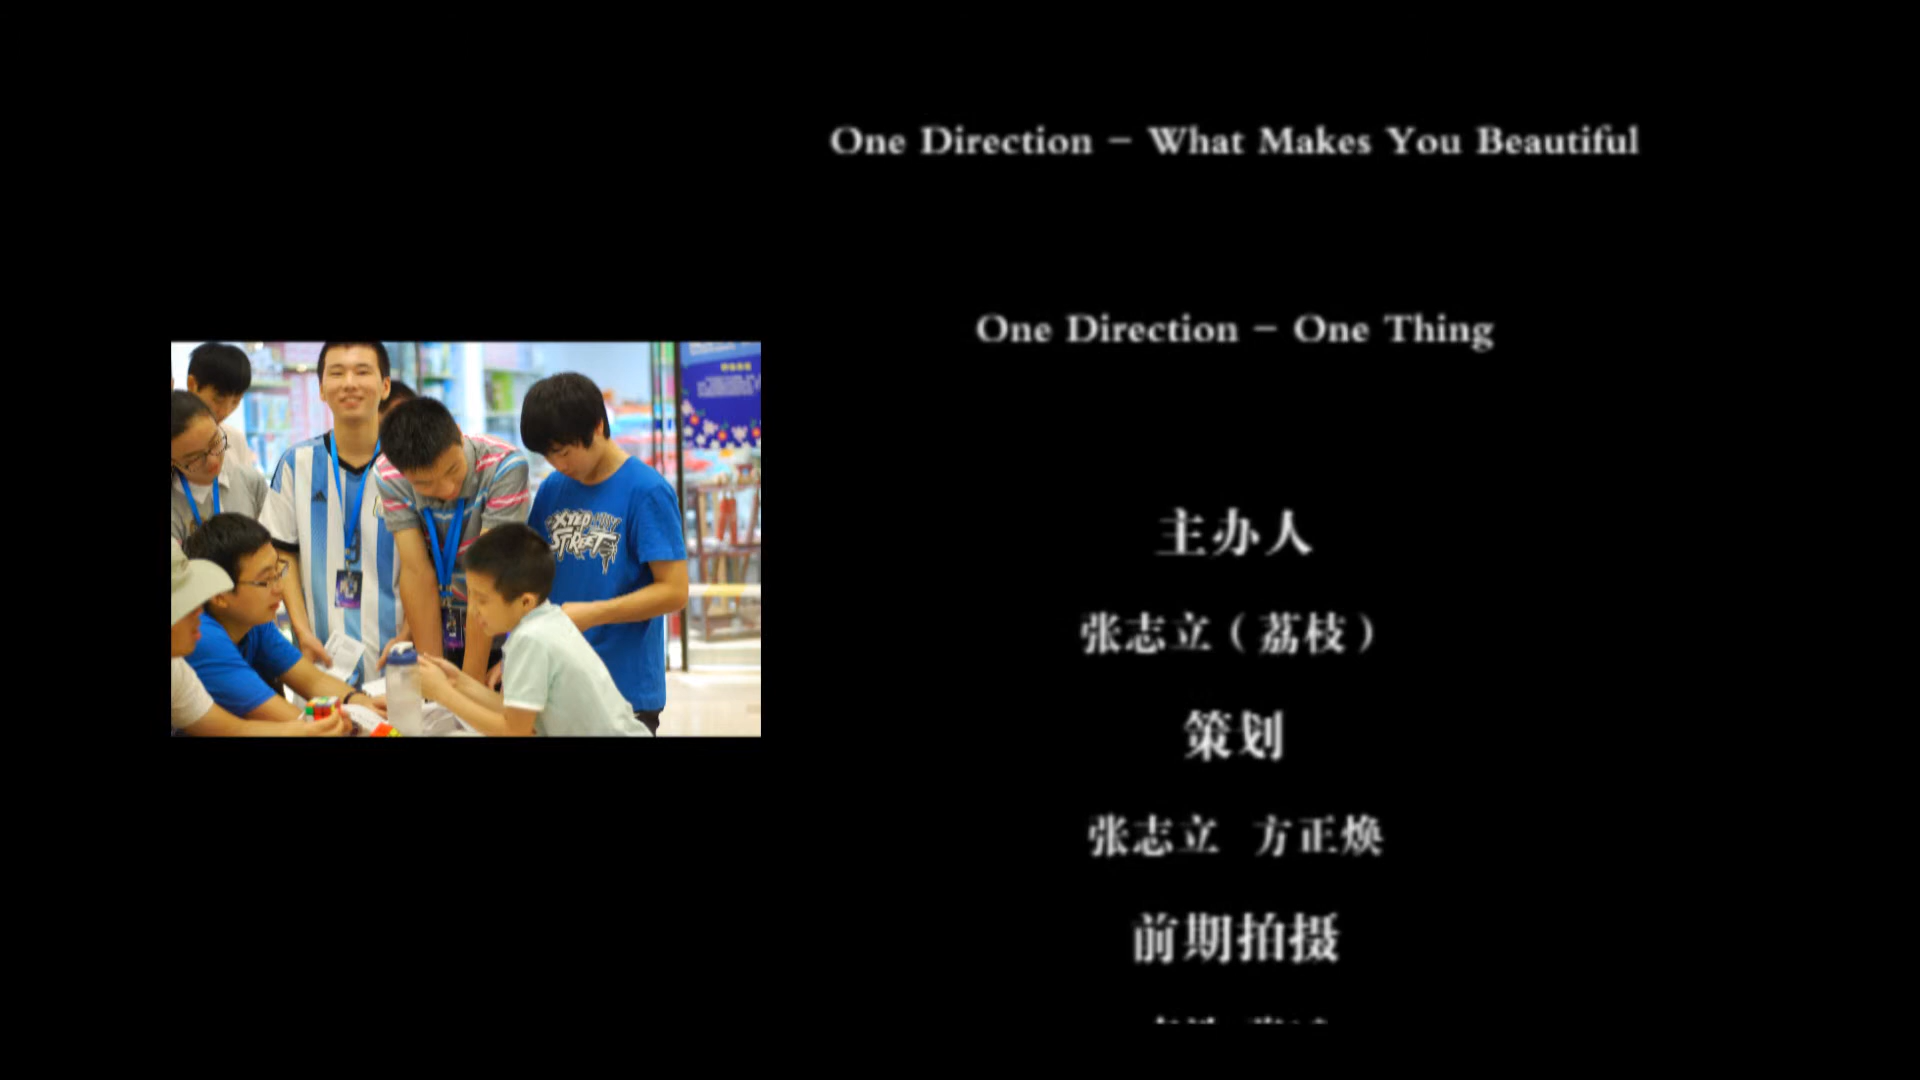 One Direction - What Makes You Beautiful
One Direction - One Thing
主办人
张志立（荔枝）
策划
张志立 方正焕
前期拍摄
STREET